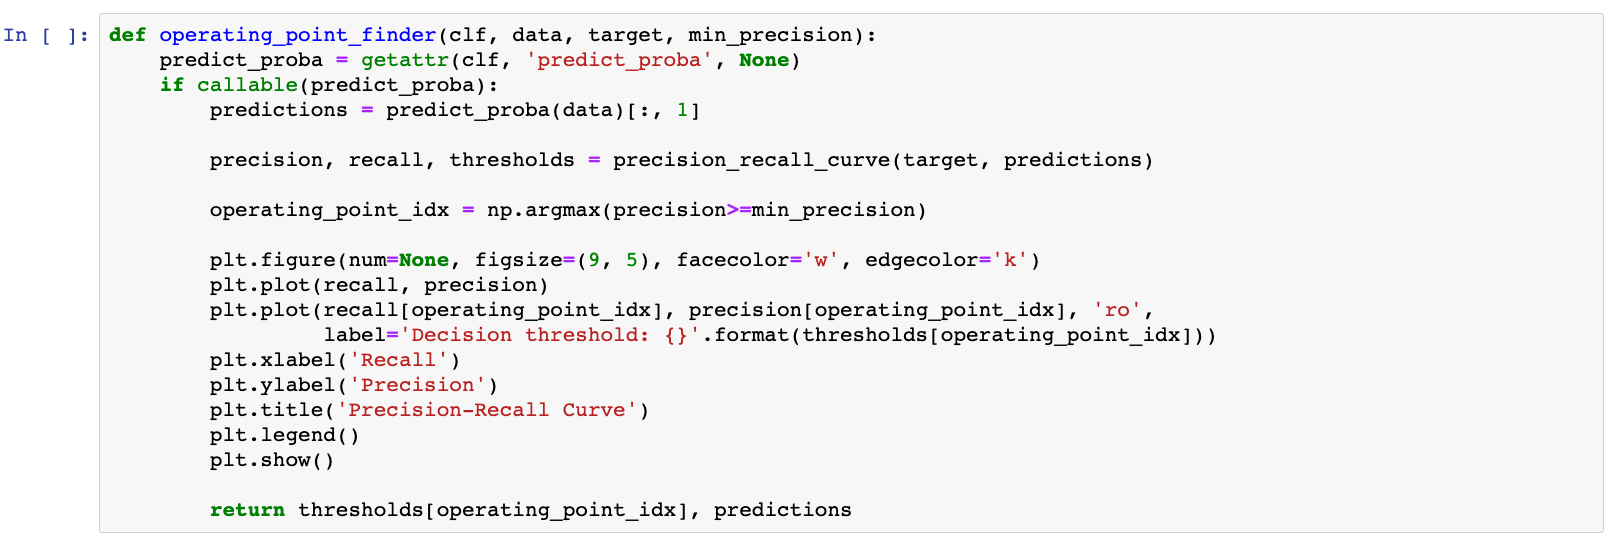 In [ ]: def operating_point_finder(clf, data, target, min_precision):
    predict_proba = getattr(clf, 'predict_proba', None)
    if callable(predict_proba):
        predictions = predict_proba(data)[:, 1]

        precision, recall, thresholds = precision_recall_curve(target, predictions)

        operating_point_idx = np.argmax(precision>=min_precision)

        plt.figure(num=None, figsize=(9, 5), facecolor='w', edgecolor='k')
        plt.plot(recall, precision)
        plt.plot(recall[operating_point_idx], precision[operating_point_idx], 'ro',
                 label='Decision threshold: {}'.format(thresholds[operating_point_idx]))
        plt.xlabel('Recall')
        plt.ylabel('Precision')
        plt.title('Precision-Recall Curve')
        plt.legend()
        plt.show()

        return thresholds[operating_point_idx], predictions